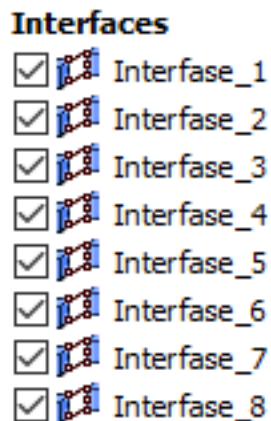 Interfaces
Interfase_1
Interfase_2
Interfase_3
Interfase_4
Interfase_5
Interfase_6
Interfase_7
Interfase_8